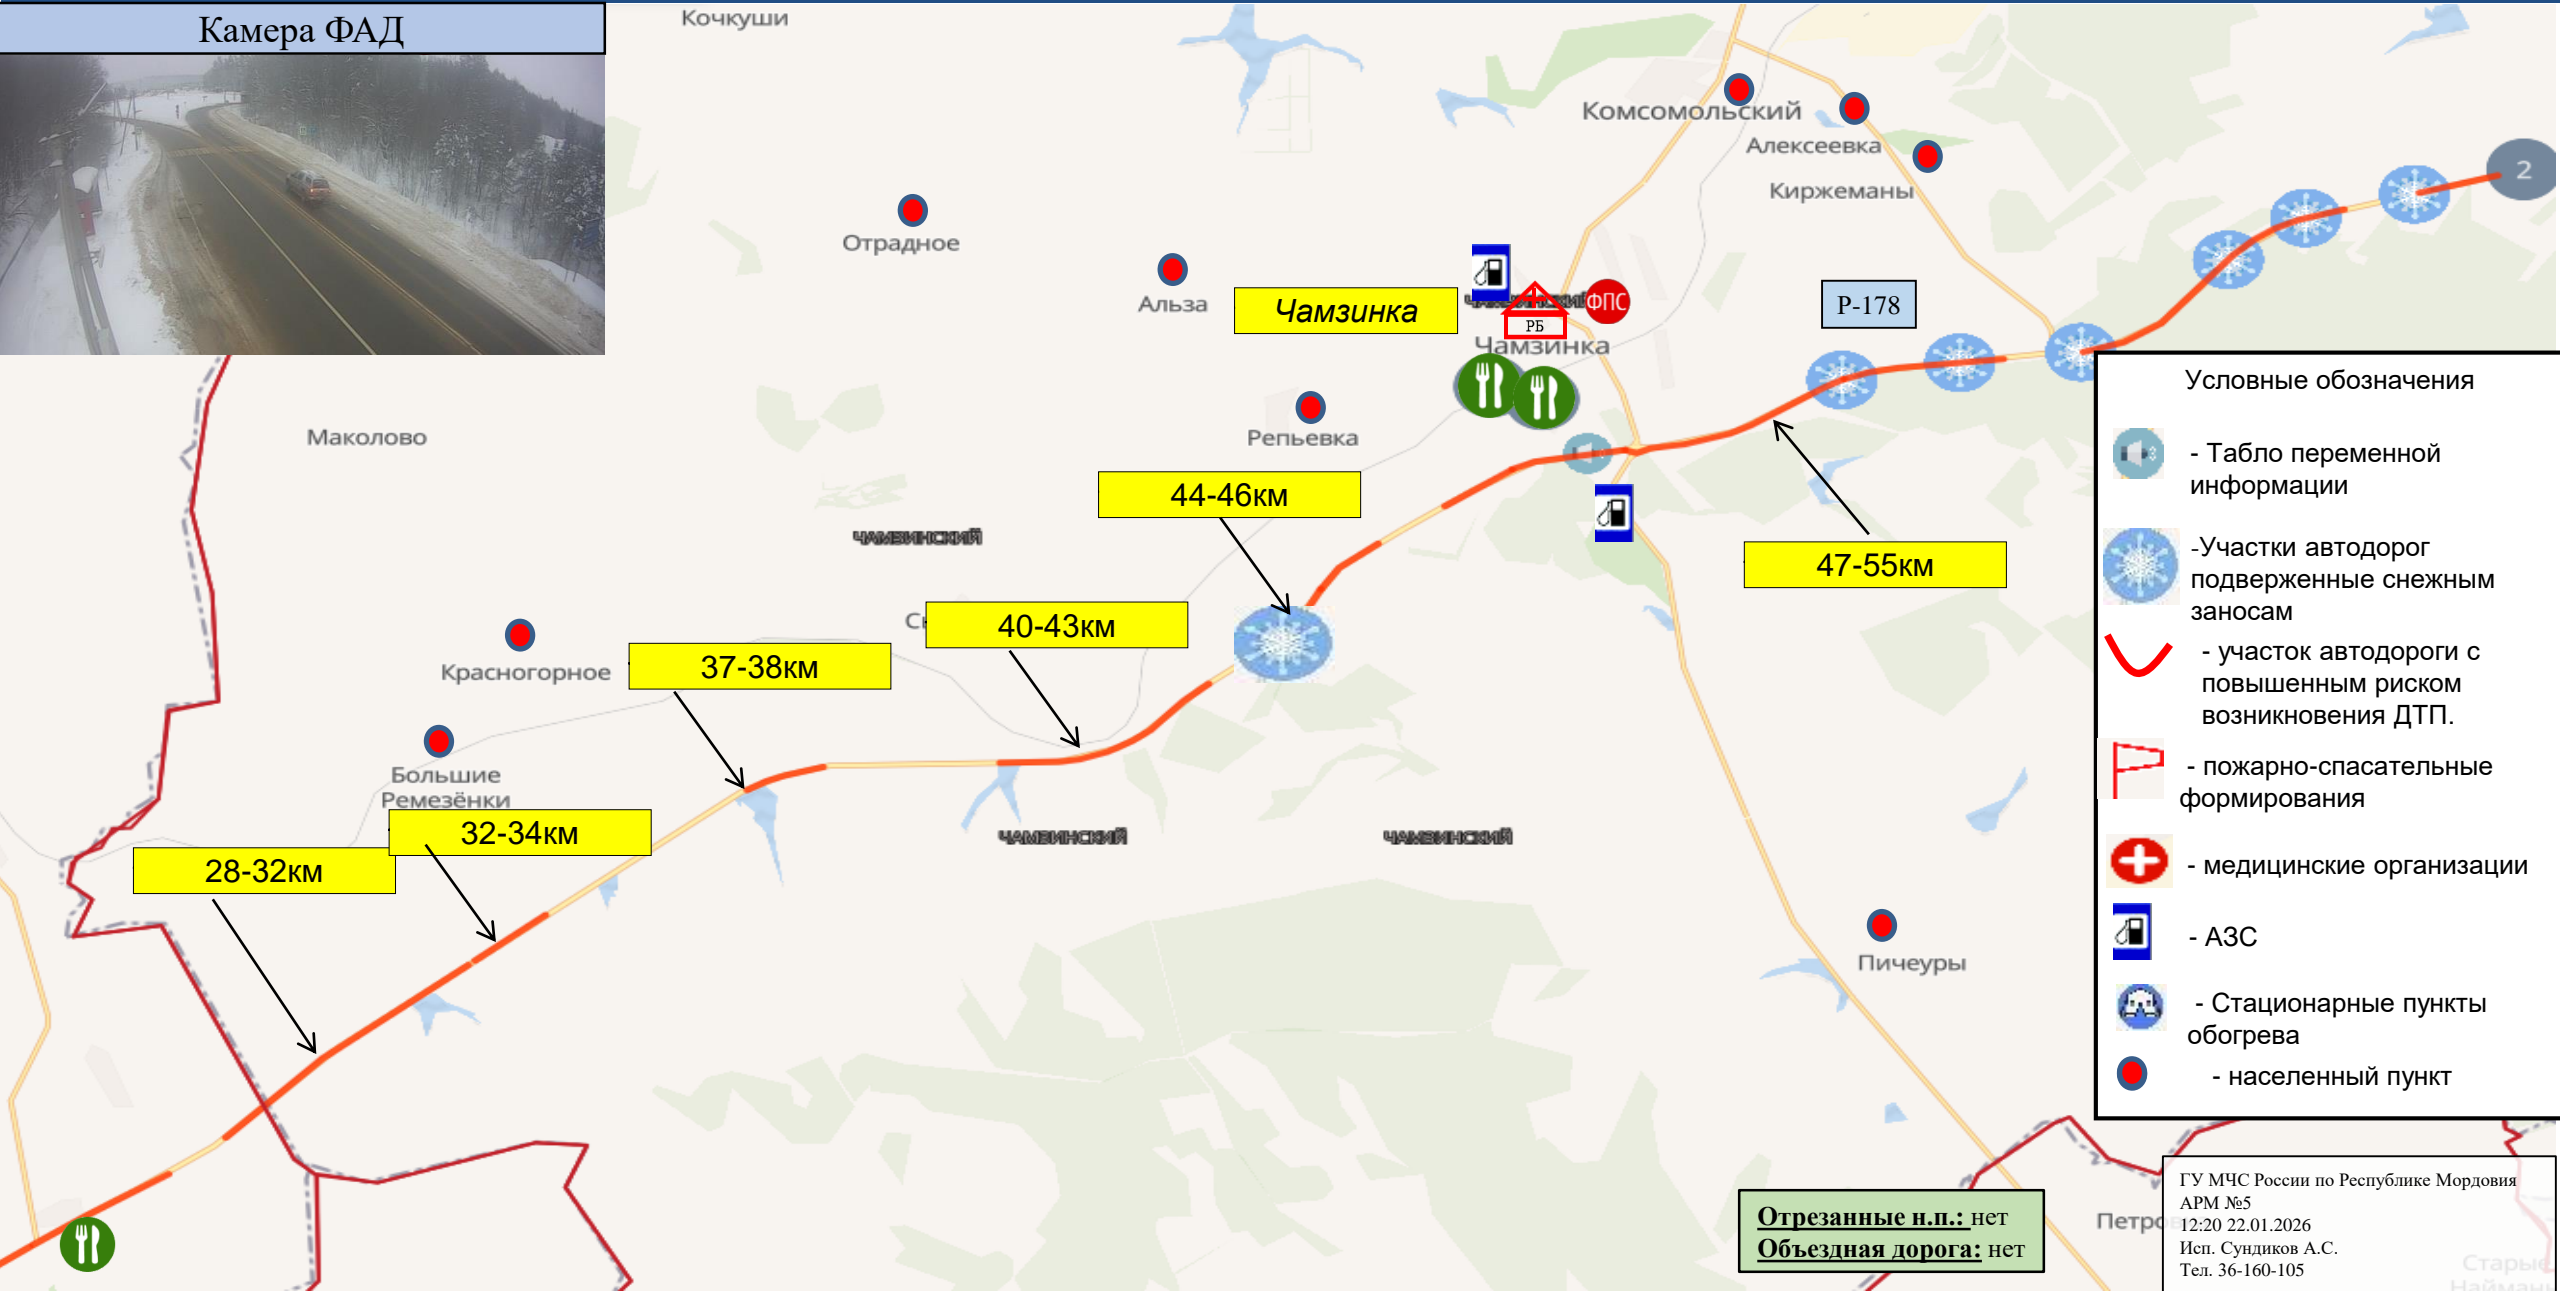 Камера ФАД
Кочкуши
Комсомольский
Алексеевка
Киржеманы
2
Отрадное
Альза
Чамзинка
ФПС
РБ
Чамзинка
Р-178
Маколово
Репьевка
44-46км
ЧАМЗИНСКИЙ
47-55км
40-43км
37-38км
Красногорное
Большие
Ремезёнки
32-34км
28-32км
ЧАМЗИНСКИЙ
ЧАМЗИНСКИЙ
Пичеуры
Условные обозначения
- Табло переменной
информации
-Участки автодорог
подверженные снежным
заносам
- участок автодороги с
повышенным риском
возникновения ДТП.
- пожарно-спасательные
формирования
- медицинские организации
- АЗС
- Стационарные пункты
обогрева
- населенный пункт
Отрезанные н.п.: нет
Объездная дорога: нет
ГУ МЧС России по Республике Мордовия
АРМ №5
12:20 22.01.2026
Исп. Сундиков А.С.
Тел. 36-160-105
Старые